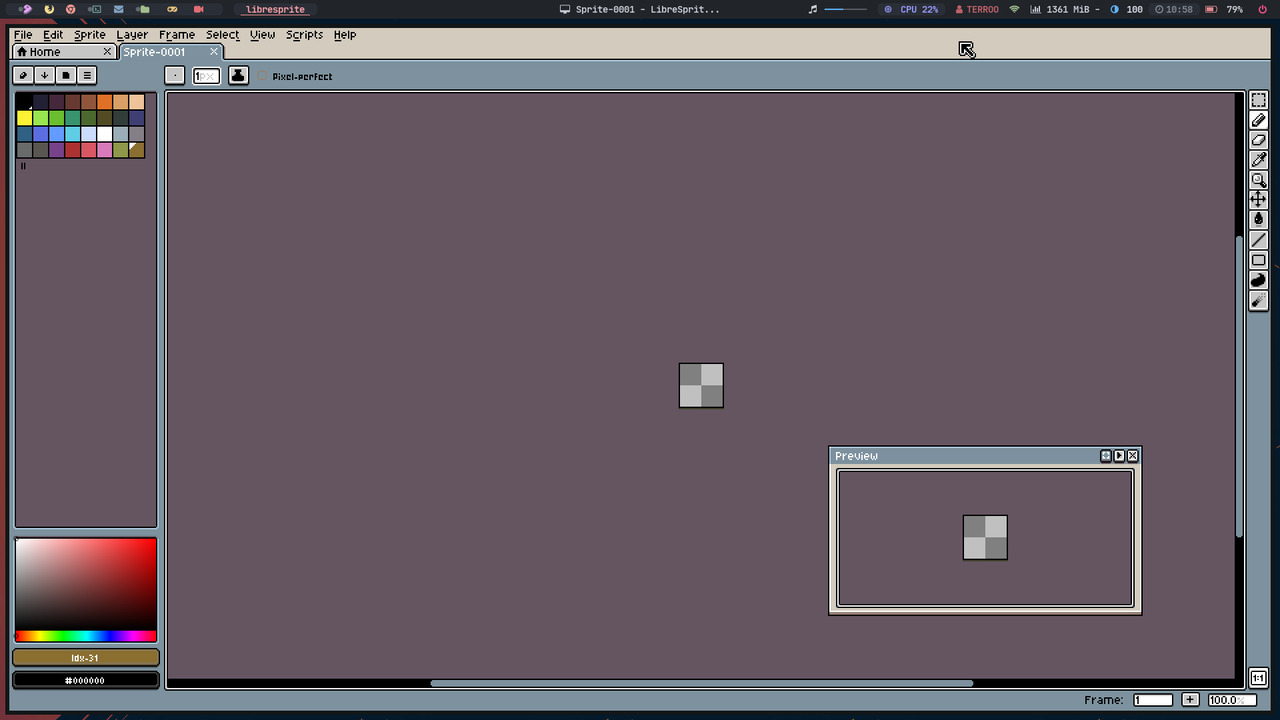 libresprite
Sprite-0001 - LibreSprit...
CPU 22%
TERROO
1361 MiB -
100
10:58
79%
File Edit Sprite Layer Frame Select View Scripts Help
Home
Sprite-0001
1px
Pixel-perfect
Preview
Idx-31
#000000
1:1
Frame: 1
100.0